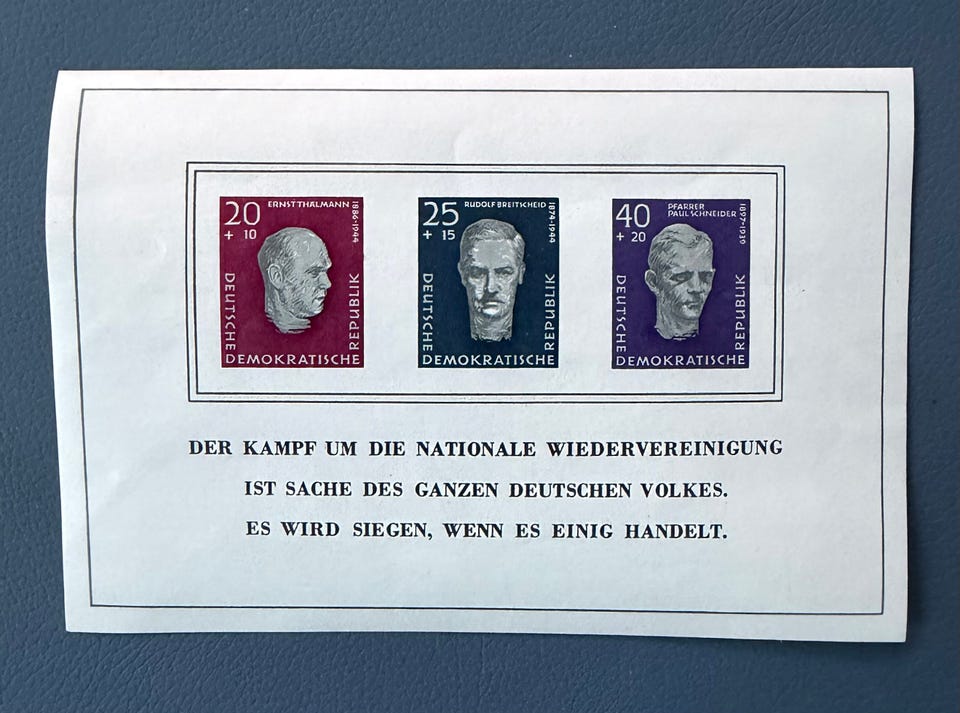 20
+ 10
ERNST THÄLMANN
1886-1944
DEUTSCHE
DEMOKRATISCHE
REPUBLIK
25
+ 15
RUDOLF BREITSCHEID
1874-1944
DEUTSCHE
DEMOKRATISCHE
REPUBLIK
40
+ 20
PFARRER
PAUL SCHNEIDER
1897-1939
DEUTSCHE
DEMOKRATISCHE
REPUBLIK
DER KAMPF UM DIE NATIONALE WIEDERVEREINIGUNG
IST SACHE DES GANZEN DEUTSCHEN VOLKES.
ES WIRD SIEGEN, WENN ES EINIG HANDELT.